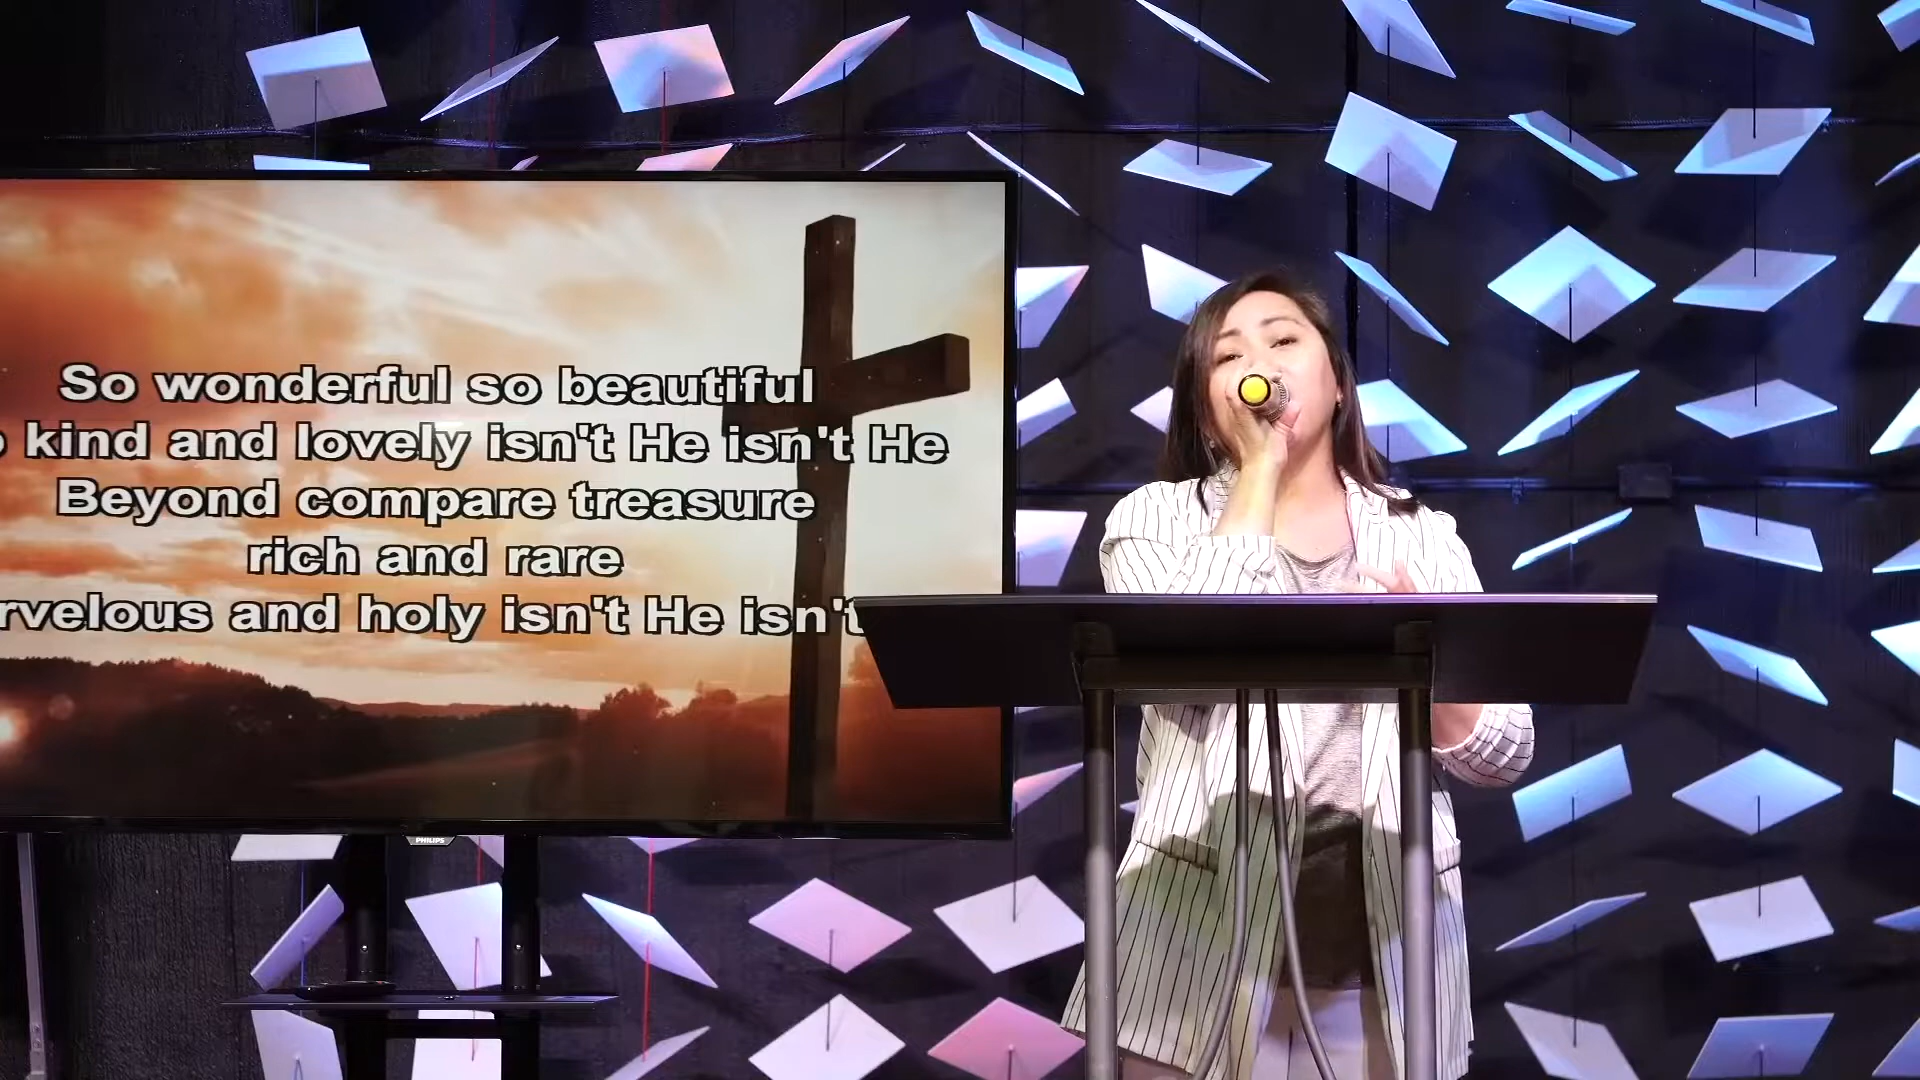 So wonderful so beautiful
kind and lovely isn't He isn't He
Beyond compare treasure
rich and rare
rvelous and holy isn't He isn't
PHILIPS